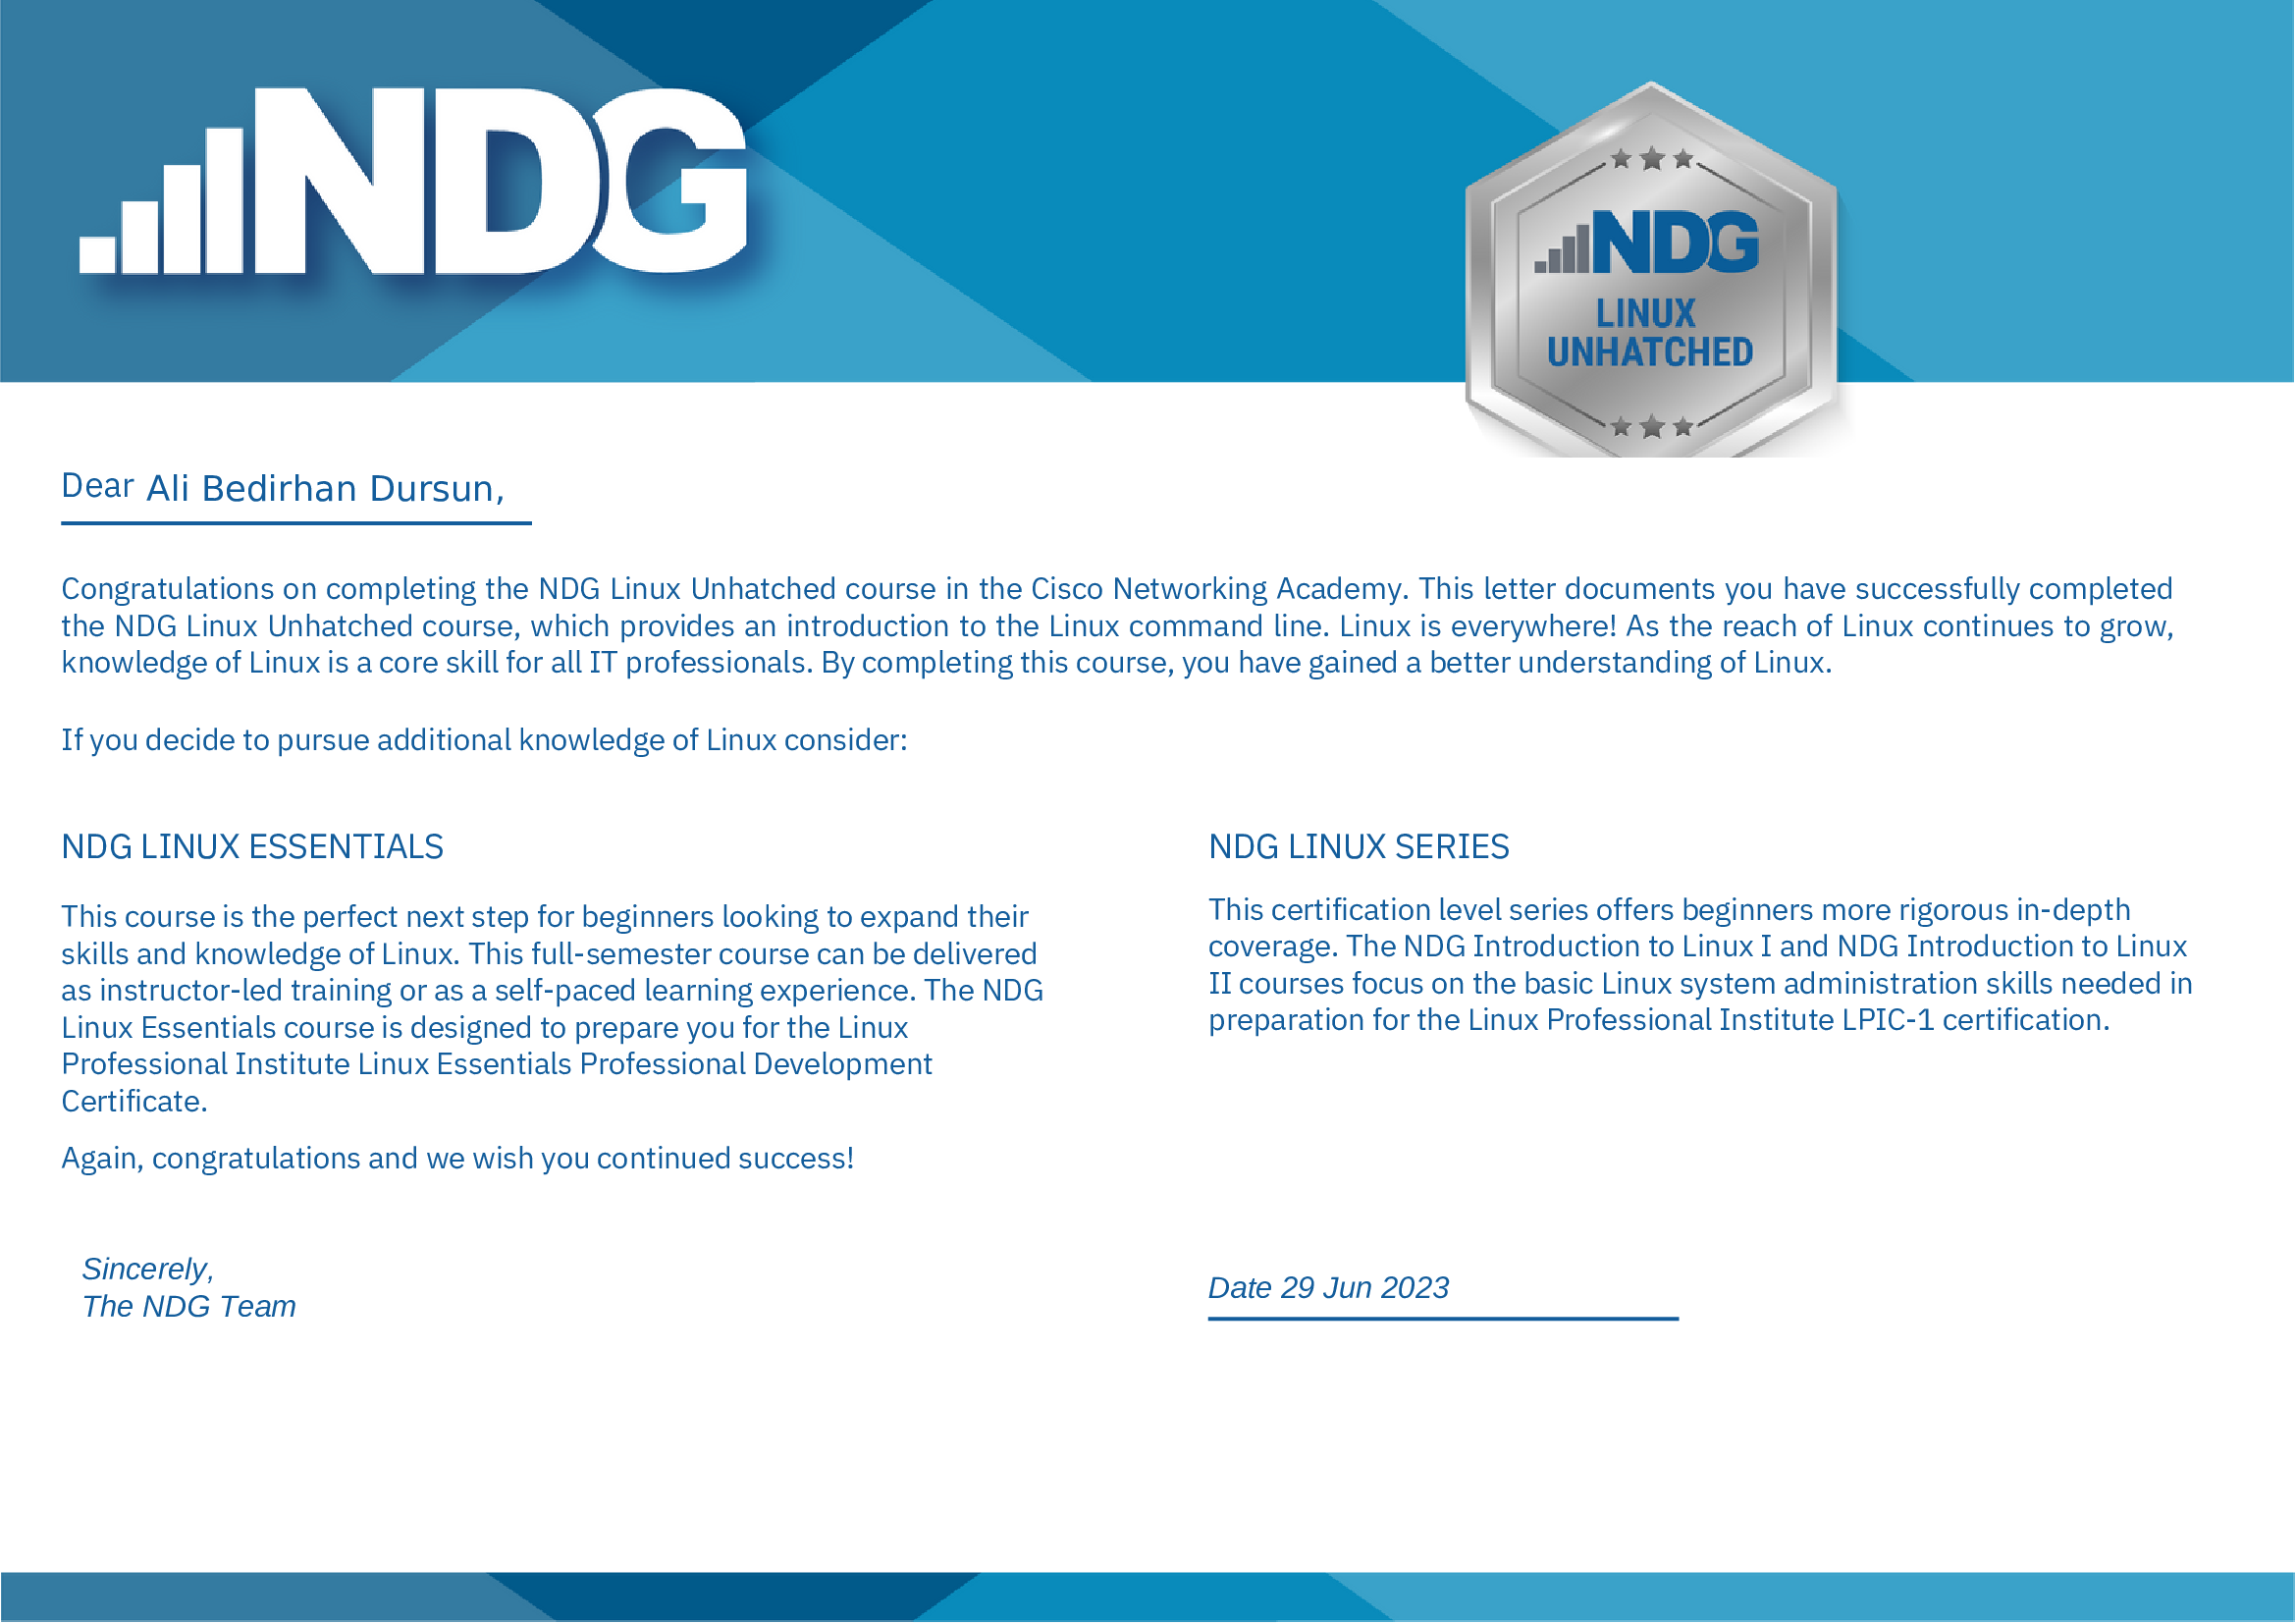 NDG
NDG
LINUX
UNHATCHED
Dear Ali Bedirhan Dursun,
Congratulations on completing the NDG Linux Unhatched course in the Cisco Networking Academy. This letter documents you have successfully completed
the NDG Linux Unhatched course, which provides an introduction to the Linux command line. Linux is everywhere! As the reach of Linux continues to grow,
knowledge of Linux is a core skill for all IT professionals. By completing this course, you have gained a better understanding of Linux.
If you decide to pursue additional knowledge of Linux consider:
NDG LINUX ESSENTIALS
This course is the perfect next step for beginners looking to expand their
skills and knowledge of Linux. This full-semester course can be delivered
as instructor-led training or as a self-paced learning experience. The NDG
Linux Essentials course is designed to prepare you for the Linux
Professional Institute Linux Essentials Professional Development
Certificate.
NDG LINUX SERIES
This certification level series offers beginners more rigorous in-depth
coverage. The NDG Introduction to Linux I and NDG Introduction to Linux
II courses focus on the basic Linux system administration skills needed in
preparation for the Linux Professional Institute LPIC-1 certification.
Again, congratulations and we wish you continued success!
Sincerely,
The NDG Team
Date 29 Jun 2023